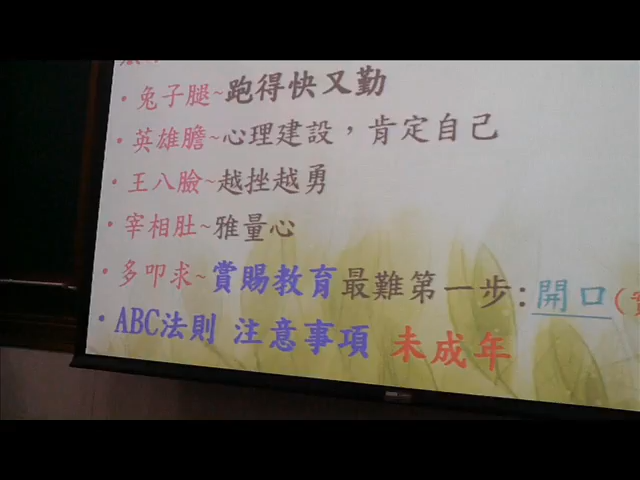 ・兔子腿~跑得快又勤
・英雄膽~心理建設，肯定自己
・王八臉~越挫越勇
・宰相肚~雅量心
・多叩求~賞賜教育最難第一步:開口(
・ABC法則 注意事項 未成年